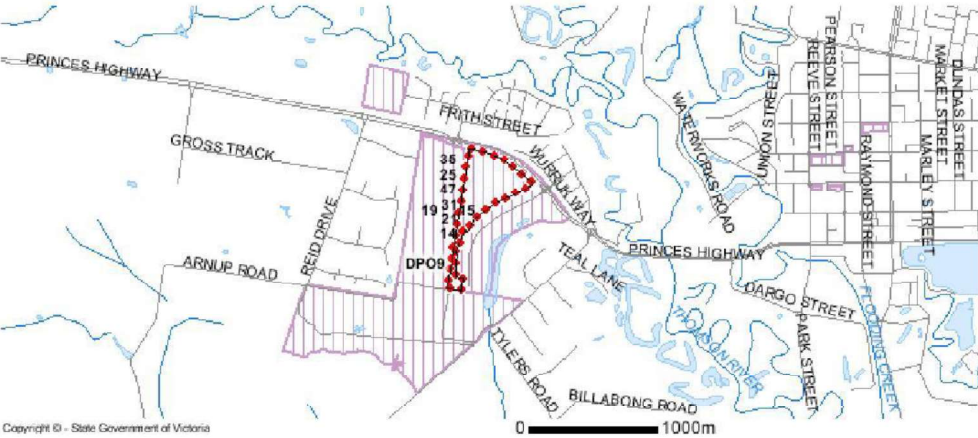 PRINCES HIGHWAY
FRITH STREET
GROSS TRACK
WURRUK WAY
WATERWORKS ROAD
UNION STREET
REEVE STREET
PEARSON STREET
RAYMOND STREET
MARLEY STREET
MARKET STREET
DUNDAS STREET
35
25
47
31
19
15
2
14
REID DRIVE
DPO9
ARNUP ROAD
PRINCES HIGHWAY
TEAL LANE
DARGO STREET
THOMSON RIVER
PARK STREET
FLOODING CREEK
TYLERS ROAD
BILLABONG ROAD
Copyright © - State Government of Victoria
0
1000m